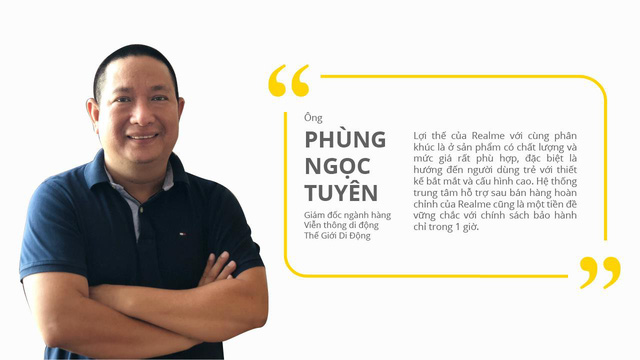 Ông
PHÙNG
NGỌC
TUYÊN
Giám đốc ngành hàng
Viễn thông di động
Thế Giới Di Động
Lợi thế của Realme với cùng phân
khúc là ở sản phẩm có chất lượng và
mức giá rất phù hợp, đặc biệt là
hướng đến người dùng trẻ với thiết
kế bắt mắt và cấu hình cao. Hệ thống
trung tâm hỗ trợ sau bán hàng hoàn
chỉnh của Realme cũng là một tiền đề
vững chắc với chính sách bảo hành
chỉ trong 1 giờ.